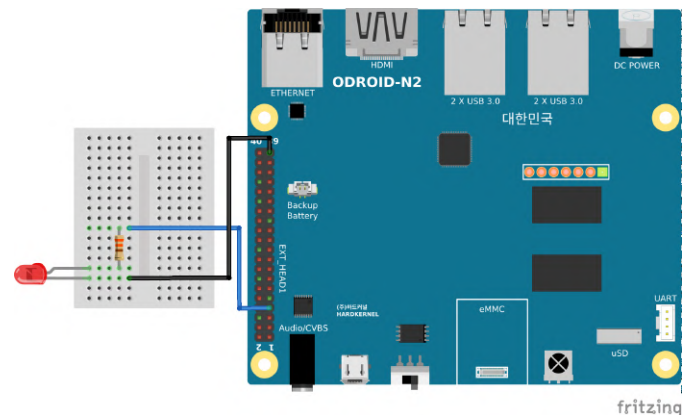 ETHERNET
HDMI
2 X USB 3.0
2 X USB 3.0
DC POWER
ODROID-N2
대한민국
40
9
Backup
Battery
EXT_HEAD1
(주)하드커널
HARDKERNEL
Audio/CVBS
2 1
eMMC
uSD
UART
fritzing